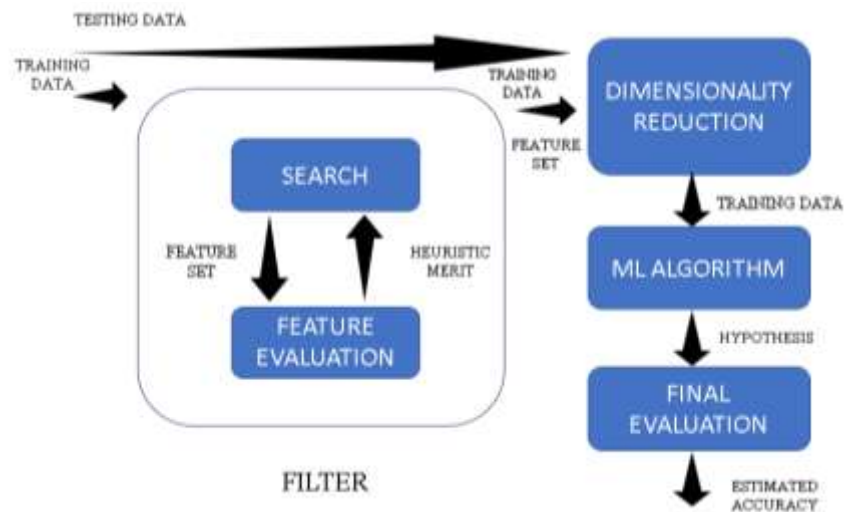 TESTING DATA
TRAINING
DATA
TRAINING
DATA
FEATURE
SET
DIMENSIONALITY
REDUCTION
SEARCH
FEATURE
SET
HEURISTIC
MERIT
FEATURE
EVALUATION
FILTER
TRAINING DATA
ML ALGORITHM
HYPOTHESIS
FINAL
EVALUATION
ESTIMATED
ACCURACY